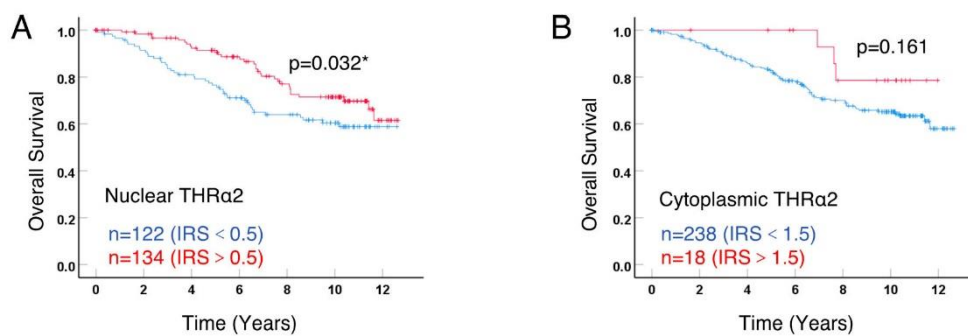 A
Overall Survival
1.0
0.8
0.6
0.4
0.2
0.0
p=0.032*
Nuclear THRα2
n=122 (IRS < 0.5)
n=134 (IRS > 0.5)
0 2 4 6 8 10 12
Time (Years)
B
Overall Survival
1.0
0.8
0.6
0.4
0.2
0.0
p=0.161
Cytoplasmic THRα2
n=238 (IRS < 1.5)
n=18 (IRS > 1.5)
0 2 4 6 8 10 12
Time (Years)